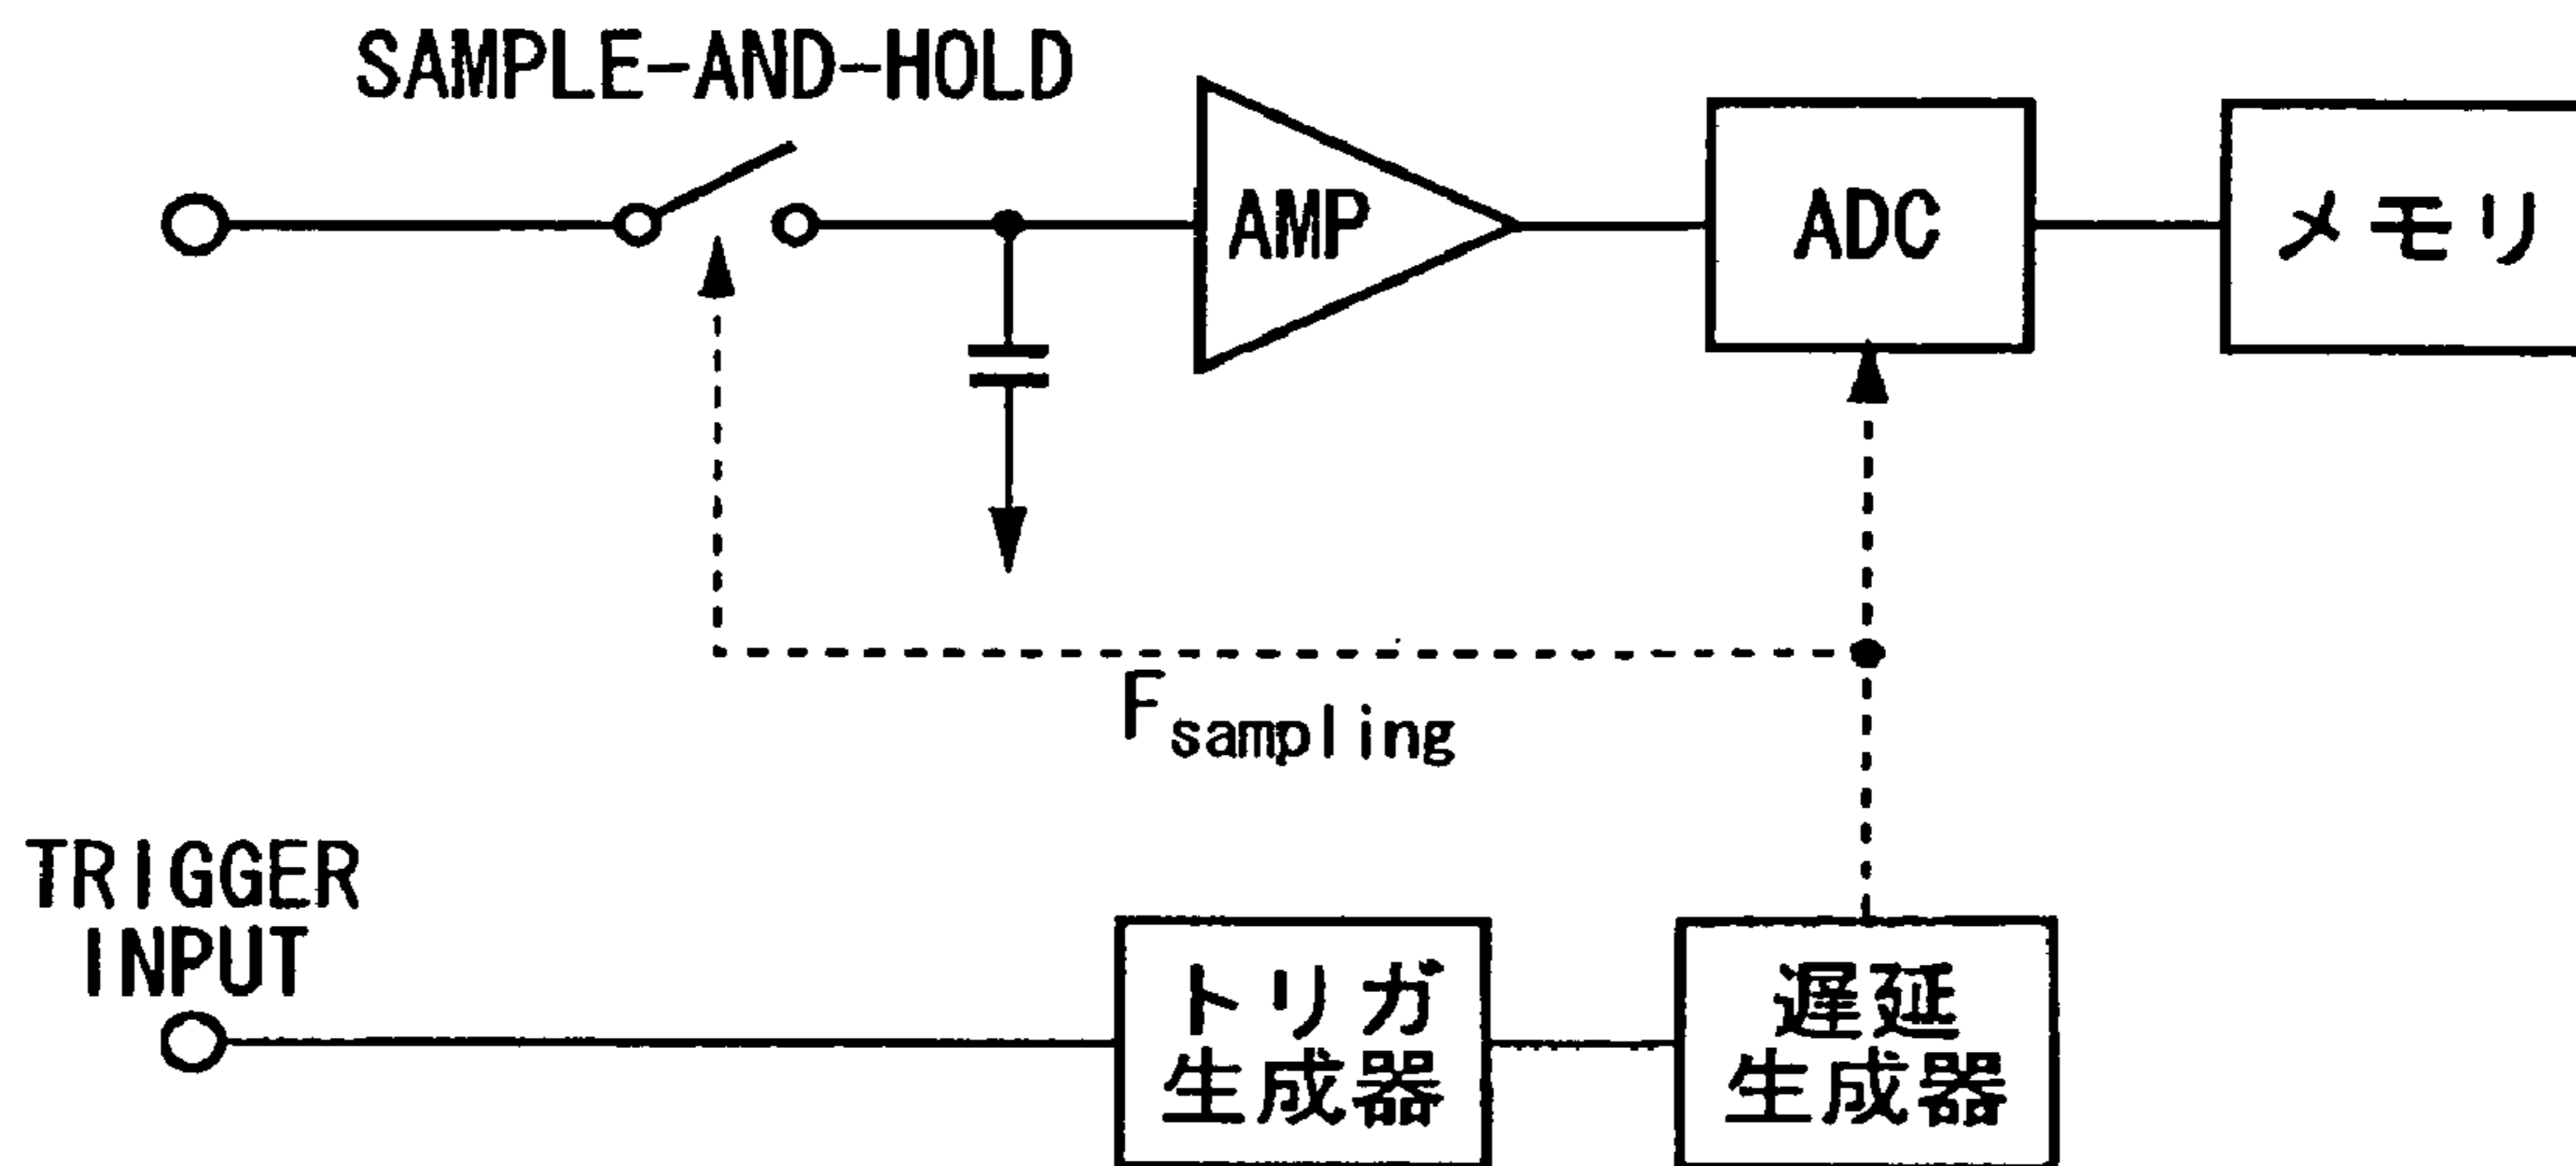 SAMPLE-AND-HOLD
AMP
ADC
メモリ
Fsampling
TRIGGER
INPUT
トリガ
生成器
遅延
生成器